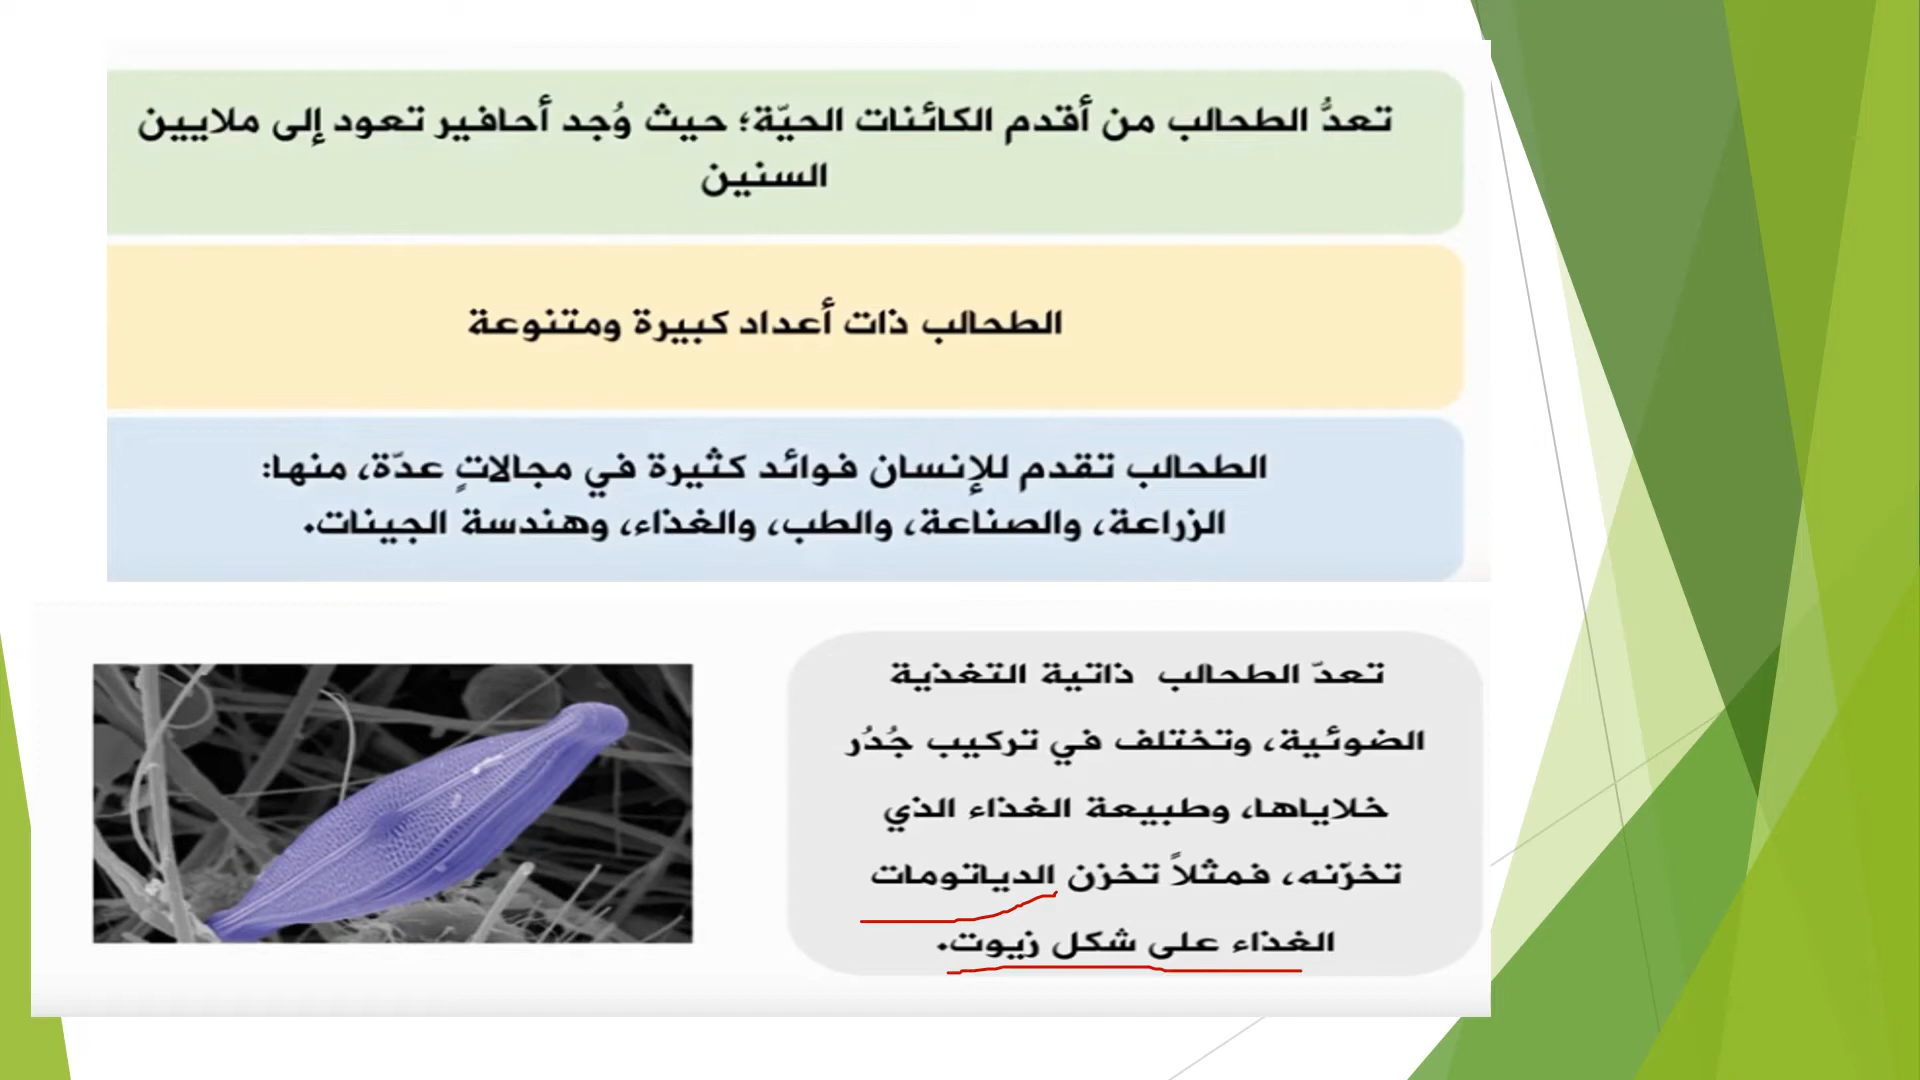 تعدُّ الطحالب من أقدم الكائنات الحيّة؛ حيث وُجد أحافير تعود إلى ملايين
السنين
الطحالب ذات أعداد كبيرة ومتنوعة
الطحالب تقدم للإنسان فوائد كثيرة في مجالاتٍ عدّة، منها:
الزراعة، والصناعة، والطب، والغذاء، وهندسة الجينات.
تعدّ الطحالب ذاتية التغذية
الضوئية، وتختلف في تركيب جُدُر
خلاياها، وطبيعة الغذاء الذي
تخزّنه، فمثلاً تخزن الدياتومات
الغذاء على شكل زيوت.